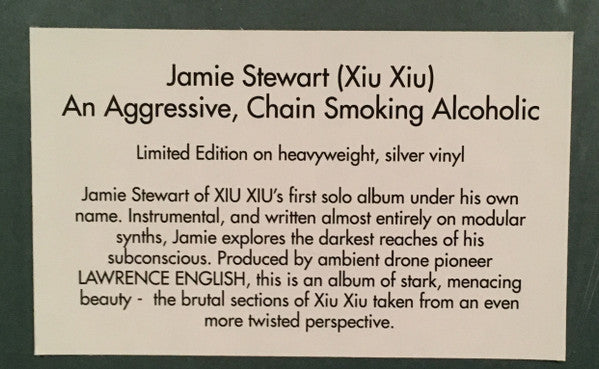 Jamie Stewart (Xiu Xiu)
An Aggressive, Chain Smoking Alcoholic
Limited Edition on heavyweight, silver vinyl
Jamie Stewart of XIU XIU's first solo album under his own
name. Instrumental, and written almost entirely on modular
synths, Jamie explores the darkest reaches of his
subconscious. Produced by ambient drone pioneer
LAWRENCE ENGLISH, this is an album of stark, menacing
beauty - the brutal sections of Xiu Xiu taken from an even
more twisted perspective.